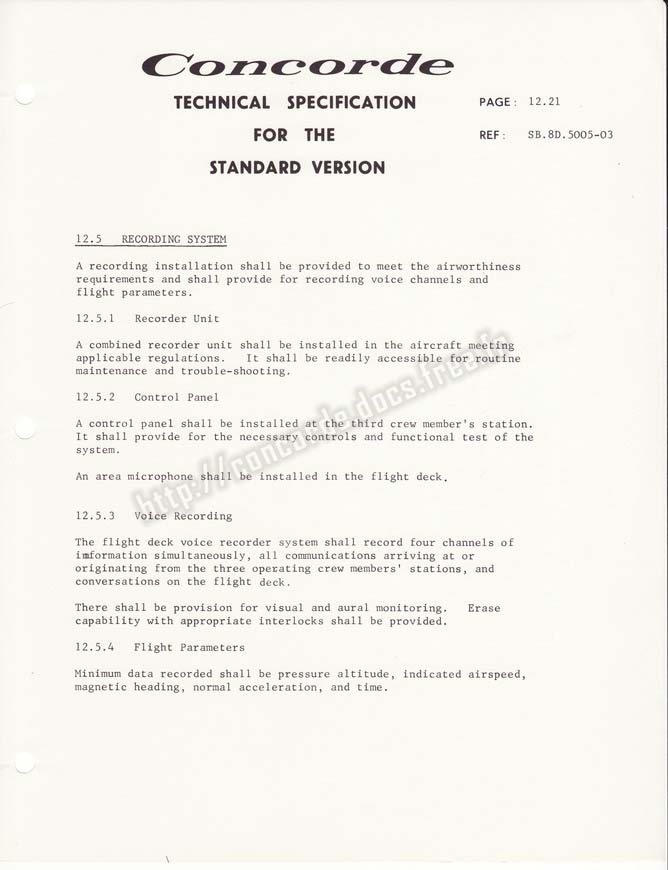 Concorde
TECHNICAL SPECIFICATION
FOR THE
STANDARD VERSION
PAGE: 12.21
REF: SB.8D.5005-03
12.5 RECORDING SYSTEM
A recording installation shall be provided to meet the airworthiness
requirements and shall provide for recording voice channels and
flight parameters.
12.5.1 Recorder Unit
A combined recorder unit shall be installed in the aircraft meeting
applicable regulations. It shall be readily accessible for routine
maintenance and trouble-shooting.
12.5.2 Control Panel
A control panel shall be installed at the third crew member's station.
It shall provide for the necessary controls and functional test of the
system.
An area microphone shall be installed in the flight deck.
12.5.3 Voice Recording
The flight deck voice recorder system shall record four channels of
imformation simultaneously, all communications arriving at or
originating from the three operating crew members' stations, and
conversations on the flight deck.
There shall be provision for visual and aural monitoring. Erase
capability with appropriate interlocks shall be provided.
12.5.4 Flight Parameters
Minimum data recorded shall be pressure altitude, indicated airspeed,
magnetic heading, normal acceleration, and time.
http://concorde.docs.free.fr